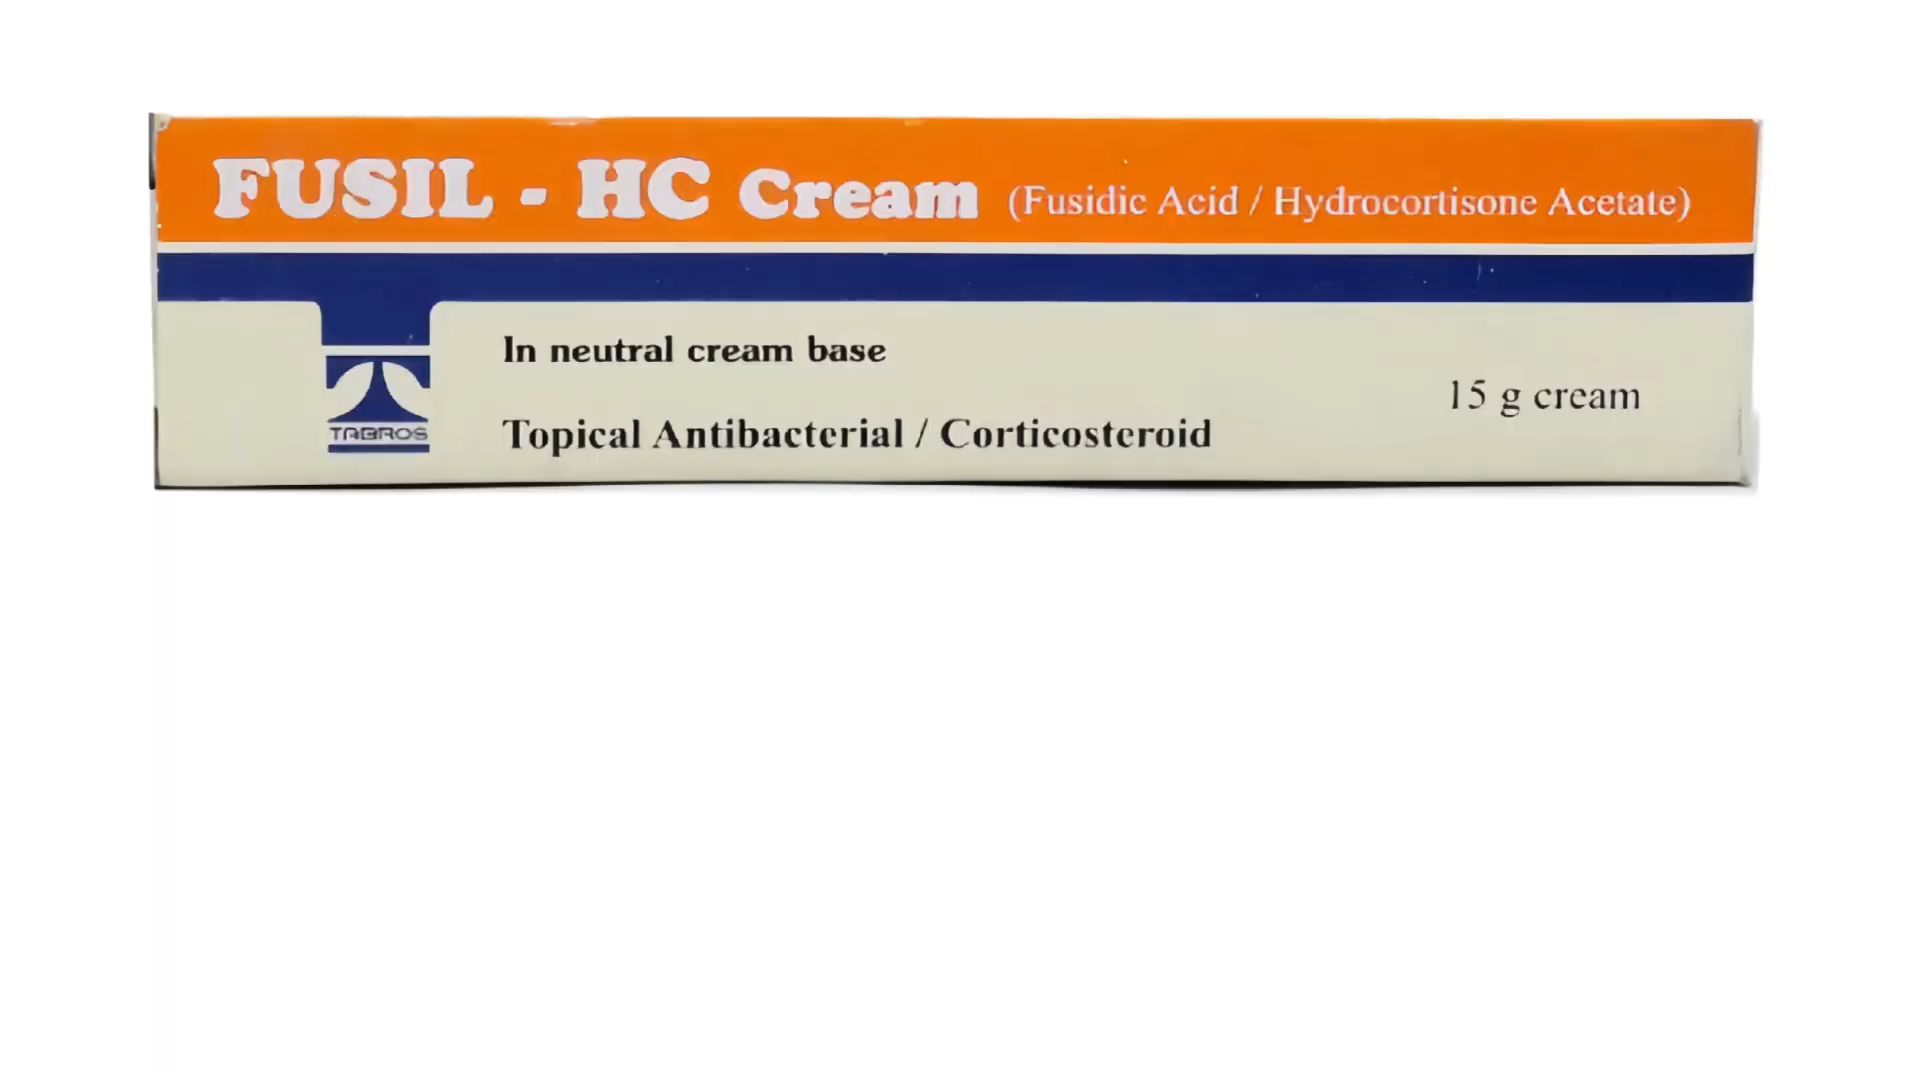 FUSIL - HC Cream (Fusidic Acid / Hydrocortisone Acetate)
In neutral cream base
15 g cream
Topical Antibacterial / Corticosteroid
TABROS